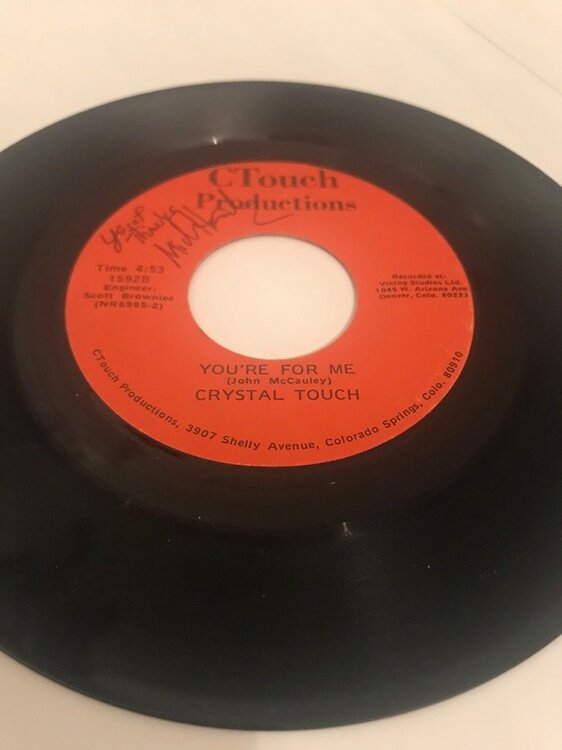 CTouch
Productions
Time 4:53
1592B
Engineer:
Scott Brownlee
(NR6995-2)
Recorded at:
Viking Studios Ltd.
1045 W. Arizona Ave.
Denver, Colo. 80223
YOU'RE FOR ME
(John McCauley)
CRYSTAL TOUCH
CTouch Productions, 3907 Shelly Avenue, Colorado Springs, Colo. 80910